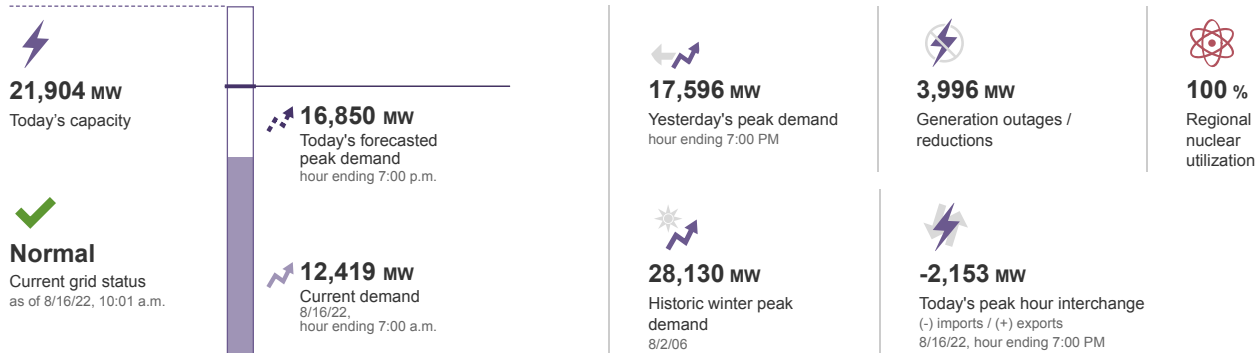 21,904 MW
Today's capacity
Normal
Current grid status
as of 8/16/22, 10:01 a.m.
16,850 MW
Today's forecasted
peak demand
hour ending 7:00 p.m.
12,419 MW
Current demand
8/16/22,
hour ending 7:00 a.m.
17,596 MW
Yesterday's peak demand
hour ending 7:00 PM
3,996 MW
Generation outages /
reductions
100 %
Regional
nuclear
utilization
28,130 MW
Historic winter peak
demand
8/2/06
-2,153 MW
Today's peak hour interchange
(-) imports / (+) exports
8/16/22, hour ending 7:00 PM